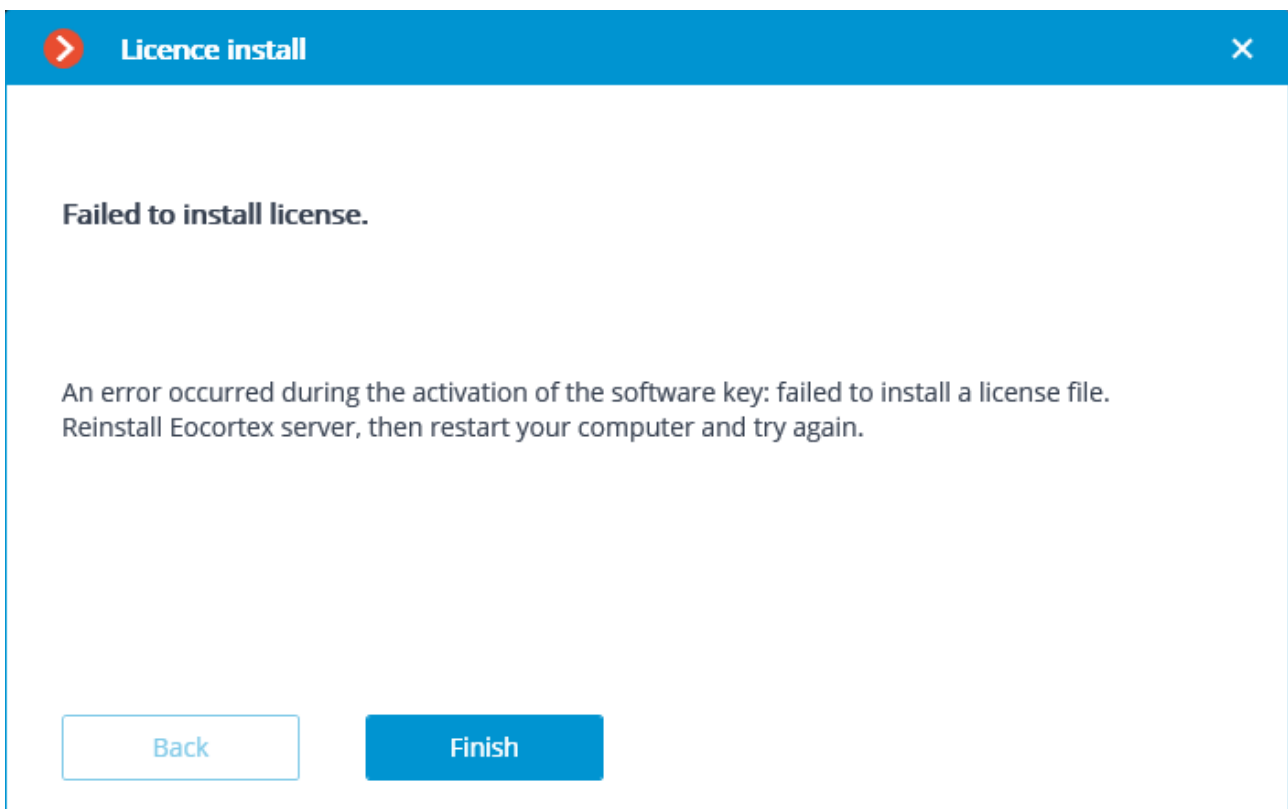 Licence install
Failed to install license.
An error occurred during the activation of the software key: failed to install a license file.
Reinstall Eocortex server, then restart your computer and try again.
Back
Finish